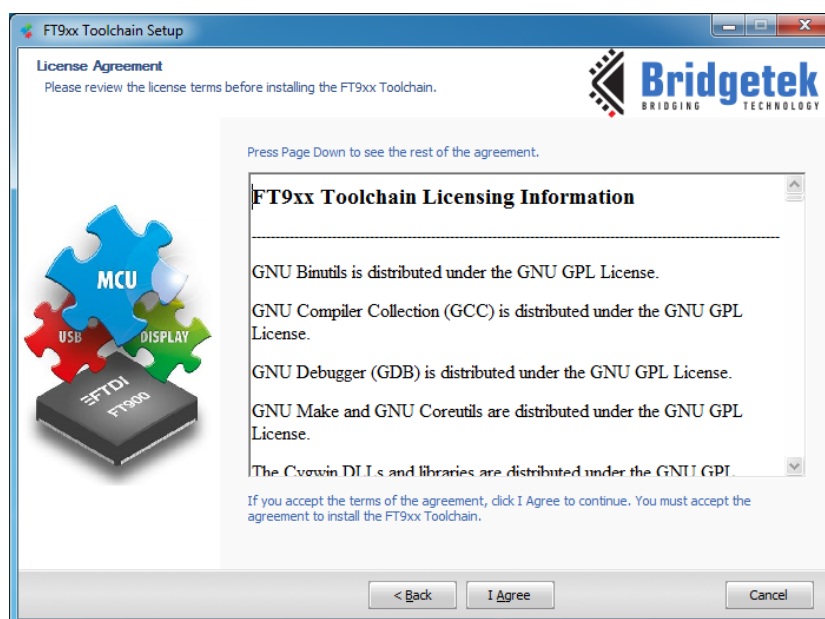 FT9xx Toolchain Setup
License Agreement
Please review the license terms before installing the FT9xx Toolchain.
Bridgetek
BRIDGING TECHNOLOGY
Press Page Down to see the rest of the agreement.
FT9xx Toolchain Licensing Information
GNU Binutils is distributed under the GNU GPL License.
GNU Compiler Collection (GCC) is distributed under the GNU GPL
License.
GNU Debugger (GDB) is distributed under the GNU GPL License.
GNU Make and GNU Coreutils are distributed under the GNU GPL
License.
The Cygwin DLLs and libraries are distributed under the GNU GPL
MCU
USB
DISPLAY
FTDI
FT900
If you accept the terms of the agreement, click I Agree to continue. You must accept the
agreement to install the FT9xx Toolchain.
< Back
I Agree
Cancel